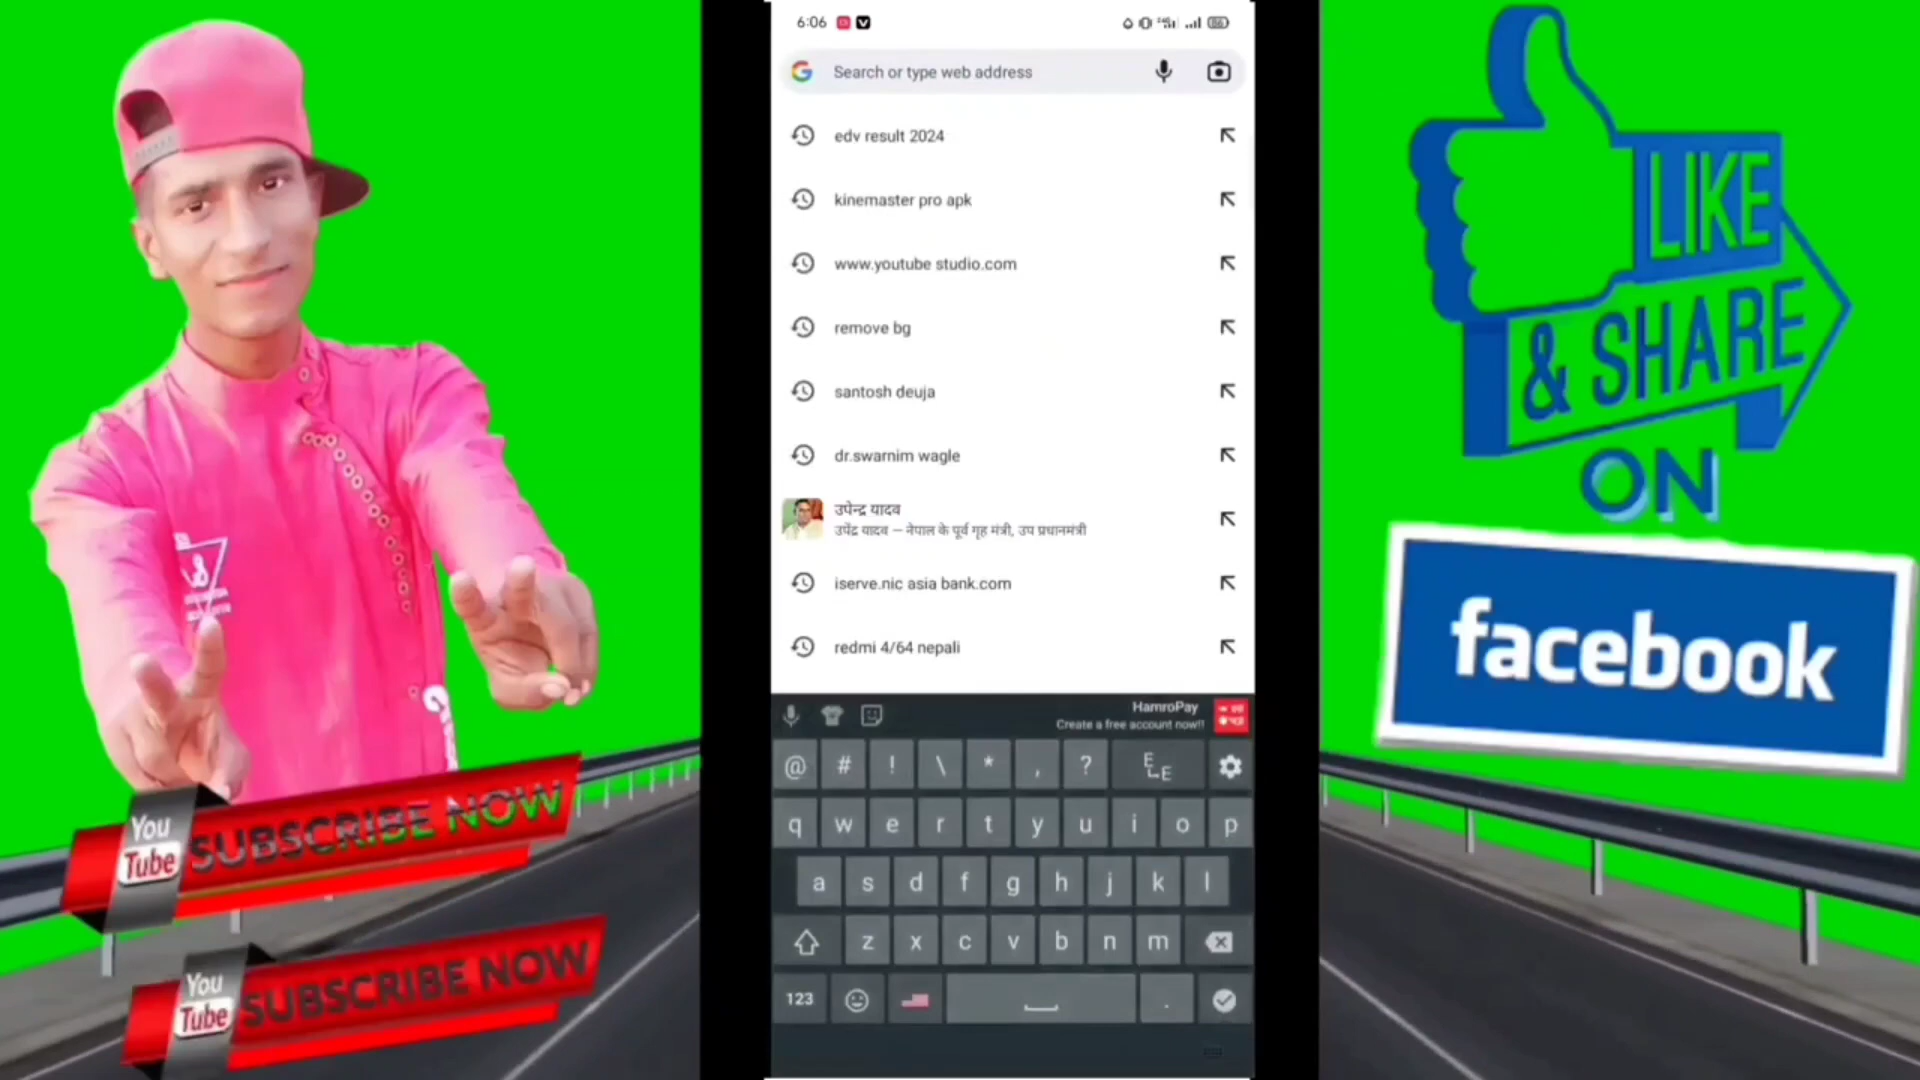 6:06
Search or type web address
edv result 2024
kinemaster pro apk
www.youtube studio.com
remove bg
santosh deuja
dr.swarnim wagle
उपेन्द्र यादव
उपेंद्र यादव — नेपाल के पूर्व गृह मंत्री, उप प्रधानमंत्री
iserve.nic asia bank.com
redmi 4/64 nepali
HamroPay
Create a free account now!!
@ # ! \ * , ?
q w e r t y u i o p
a s d f g h j k l
z x c v b n m
123 .
You
Tube
SUBSCRIBE NOW
You
Tube
SUBSCRIBE NOW
LIKE
& SHARE
ON
facebook